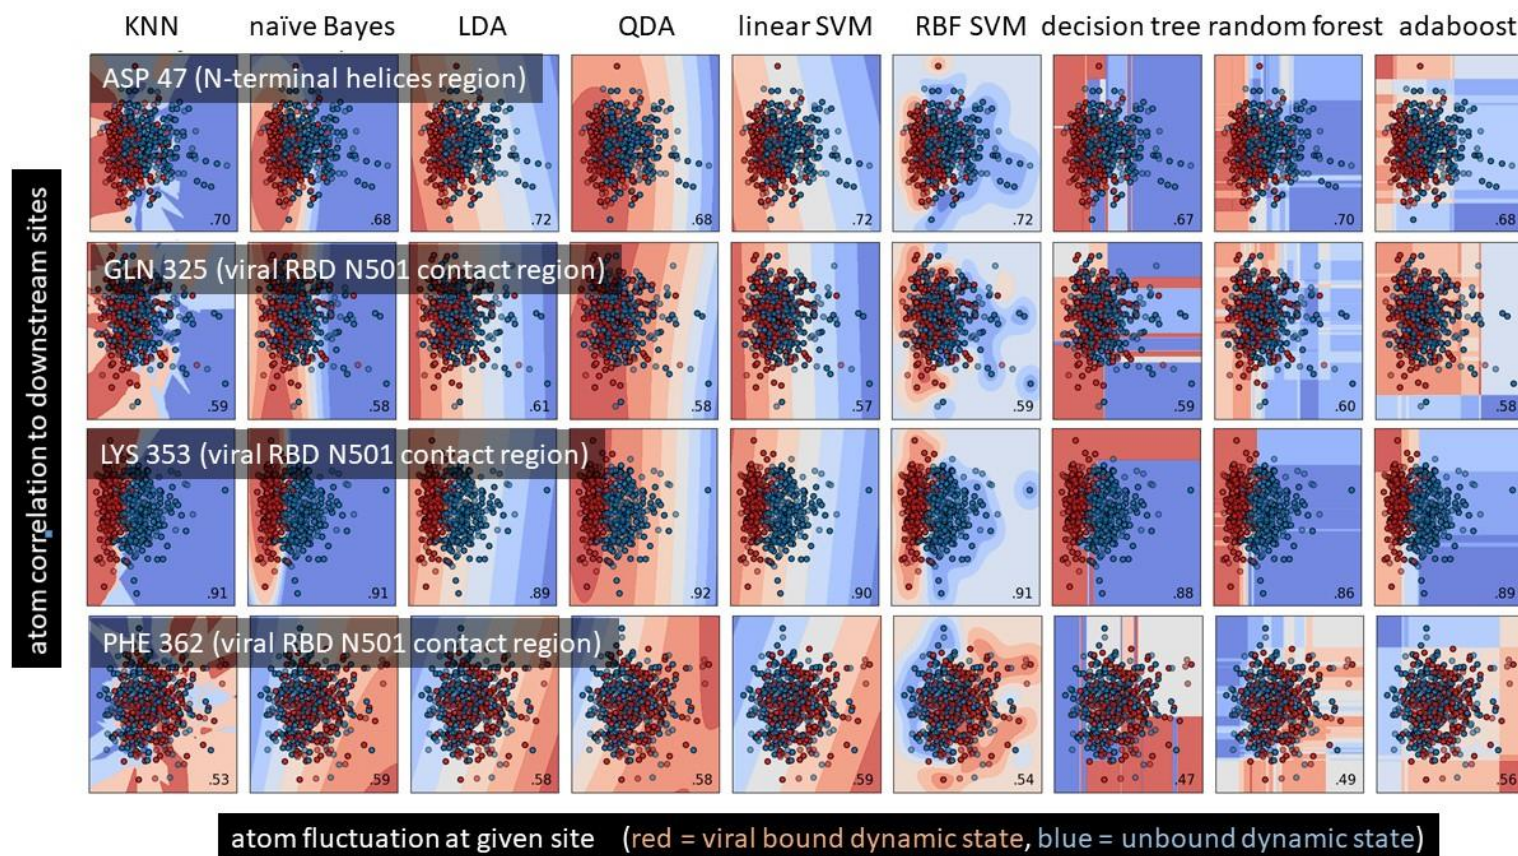 KNN naïve Bayes LDA QDA linear SVM RBF SVM decision tree random forest adaboost
ASP 47 (N-terminal helices region)
.70 .68 .72 .68 .72 .72 .67 .70 .68
GLN 325 (viral RBD N501 contact region)
.59 .58 .61 .58 .57 .59 .59 .60 .58
LYS 353 (viral RBD N501 contact region)
.91 .91 .89 .92 .90 .91 .88 .86 .89
PHE 362 (viral RBD N501 contact region)
.53 .59 .58 .58 .59 .54 .47 .49 .56
atom correlation to downstream sites
atom fluctuation at given site (red = viral bound dynamic state, blue = unbound dynamic state)